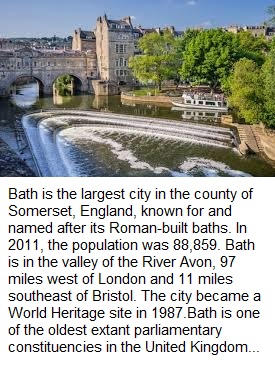 Bath is the largest city in the county of
Somerset, England, known for and
named after its Roman-built baths. In
2011, the population was 88,859. Bath
is in the valley of the River Avon, 97
miles west of London and 11 miles
southeast of Bristol. The city became a
World Heritage site in 1987.Bath is one
of the oldest extant parliamentary
constituencies in the United Kingdom...